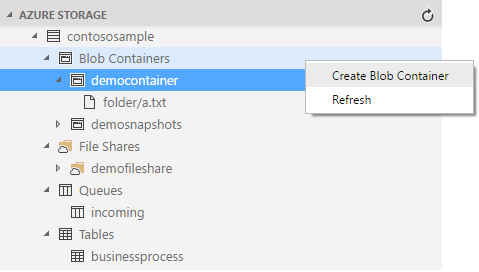 AZURE STORAGE
contososample
Blob Containers
democontainer
folder/a.txt
demosnapshots
File Shares
demofileshare
Queues
incoming
Tables
businessprocess
Create Blob Container
Refresh